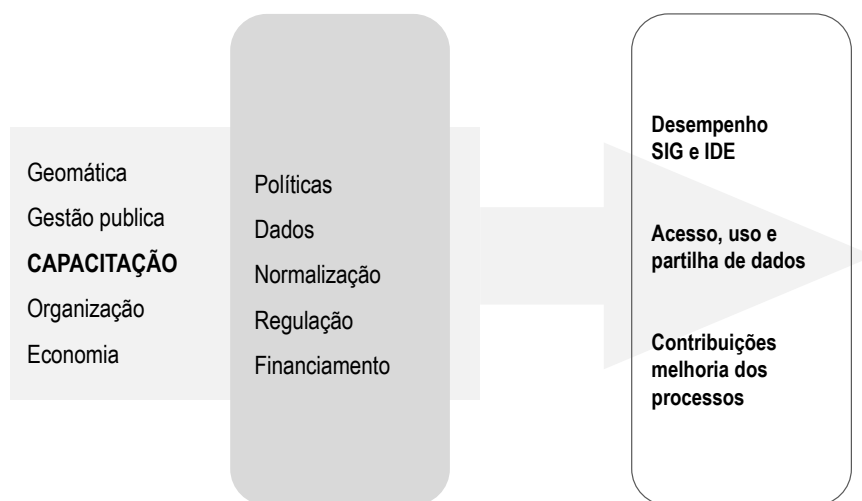 Geomática
Gestão publica
CAPACITAÇÃO
Organização
Economia
Políticas
Dados
Normalização
Regulação
Financiamento
Desempenho
SIG e IDE
Acesso, uso e
partilha de dados
Contribuições
melhoria dos
processos